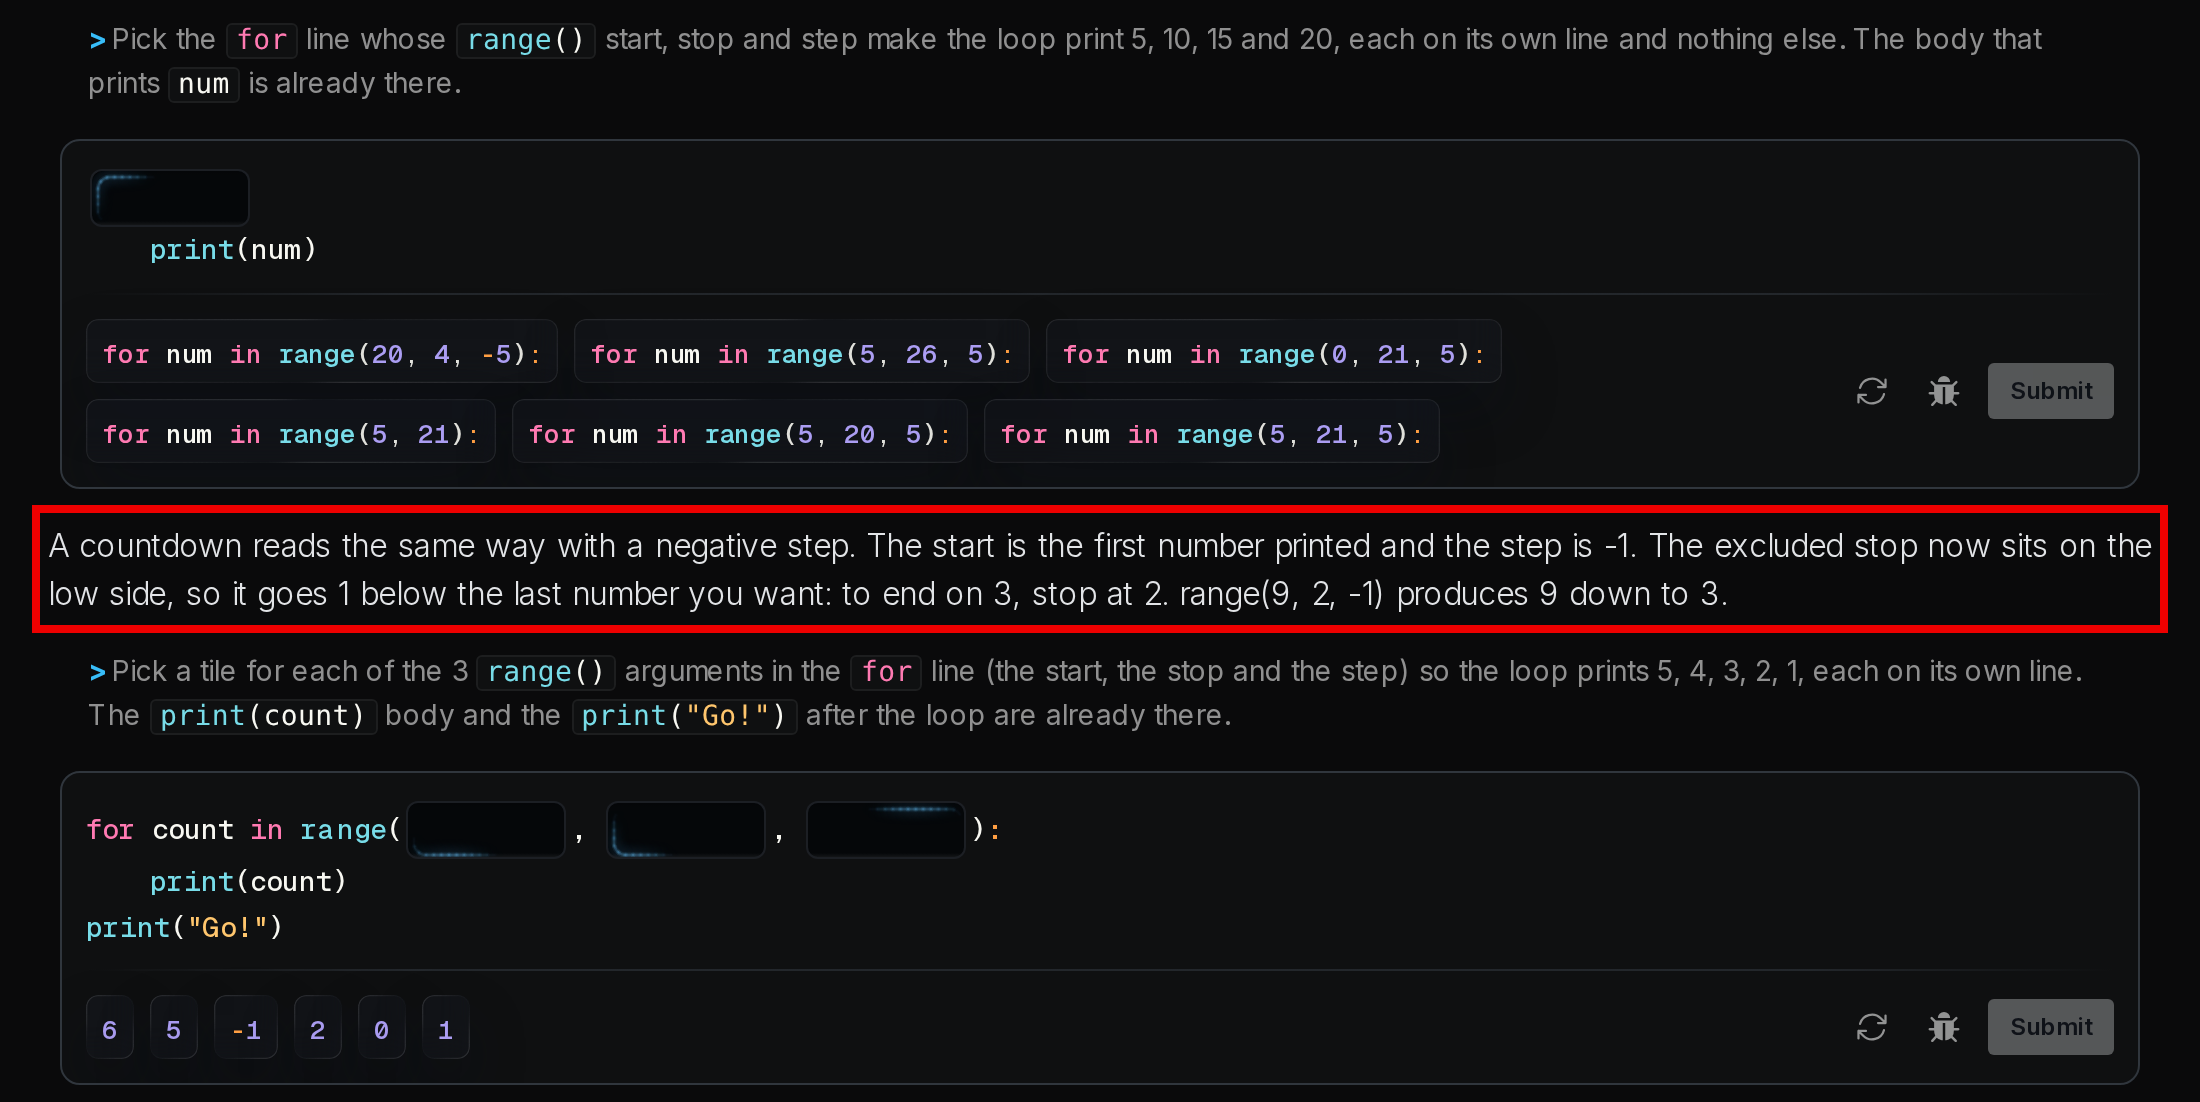 > Pick the for line whose range() start, stop and step make the loop print 5, 10, 15 and 20, each on its own line and nothing else. The body that
prints num is already there.
print(num)
for num in range(20, 4, -5): for num in range(5, 26, 5): for num in range(0, 21, 5):
Submit
for num in range(5, 21): for num in range(5, 20, 5): for num in range(5, 21, 5):
A countdown reads the same way with a negative step. The start is the first number printed and the step is -1. The excluded stop now sits on the
low side, so it goes 1 below the last number you want: to end on 3, stop at 2. range(9, 2, -1) produces 9 down to 3.
> Pick a tile for each of the 3 range() arguments in the for line (the start, the stop and the step) so the loop prints 5, 4, 3, 2, 1, each on its own line.
The print(count) body and the print("Go!") after the loop are already there.
for count in range( , , ):
print(count)
print("Go!")
6 5 -1 2 0 1
Submit